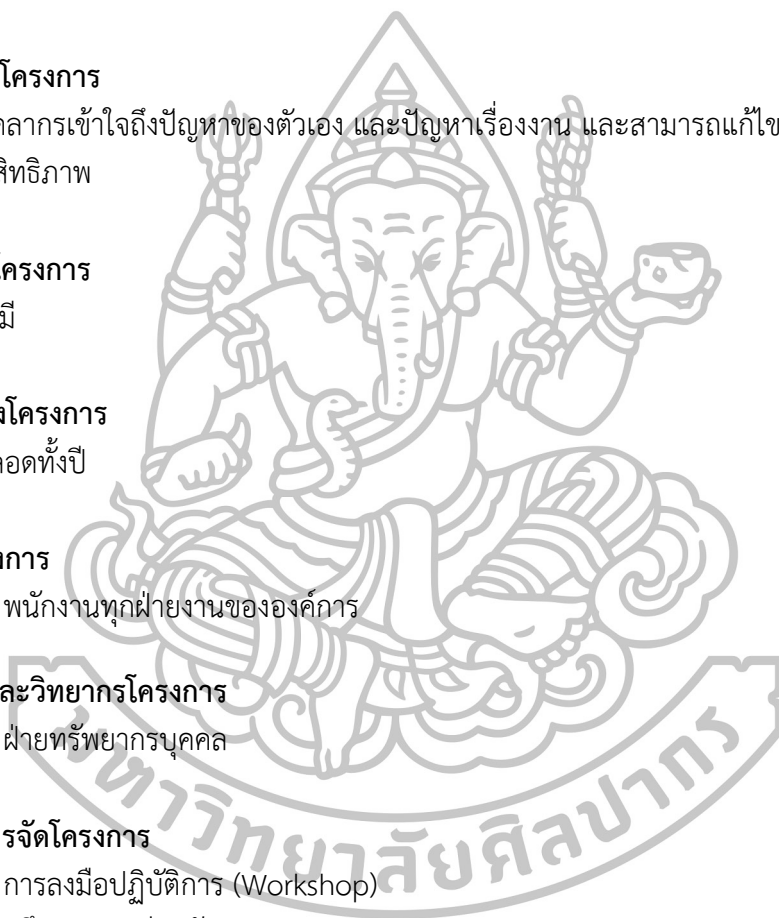 โครงการ
คลากรเข้าใจถึงปัญหาของตัวเอง และปัญหาเรื่องงาน และสามารถแก้ไข
สิทธิภาพ
โครงการ
มี
งโครงการ
ลอดทั้งปี
งการ
พนักงานทุกฝ่ายงานขององค์การ
ละวิทยากรโครงการ
ฝ่ายทรัพยากรบุคคล
รจัดโครงการ
การลงมือปฏิบัติการ (Workshop)
มหาวิทยาลัยศิลปากร